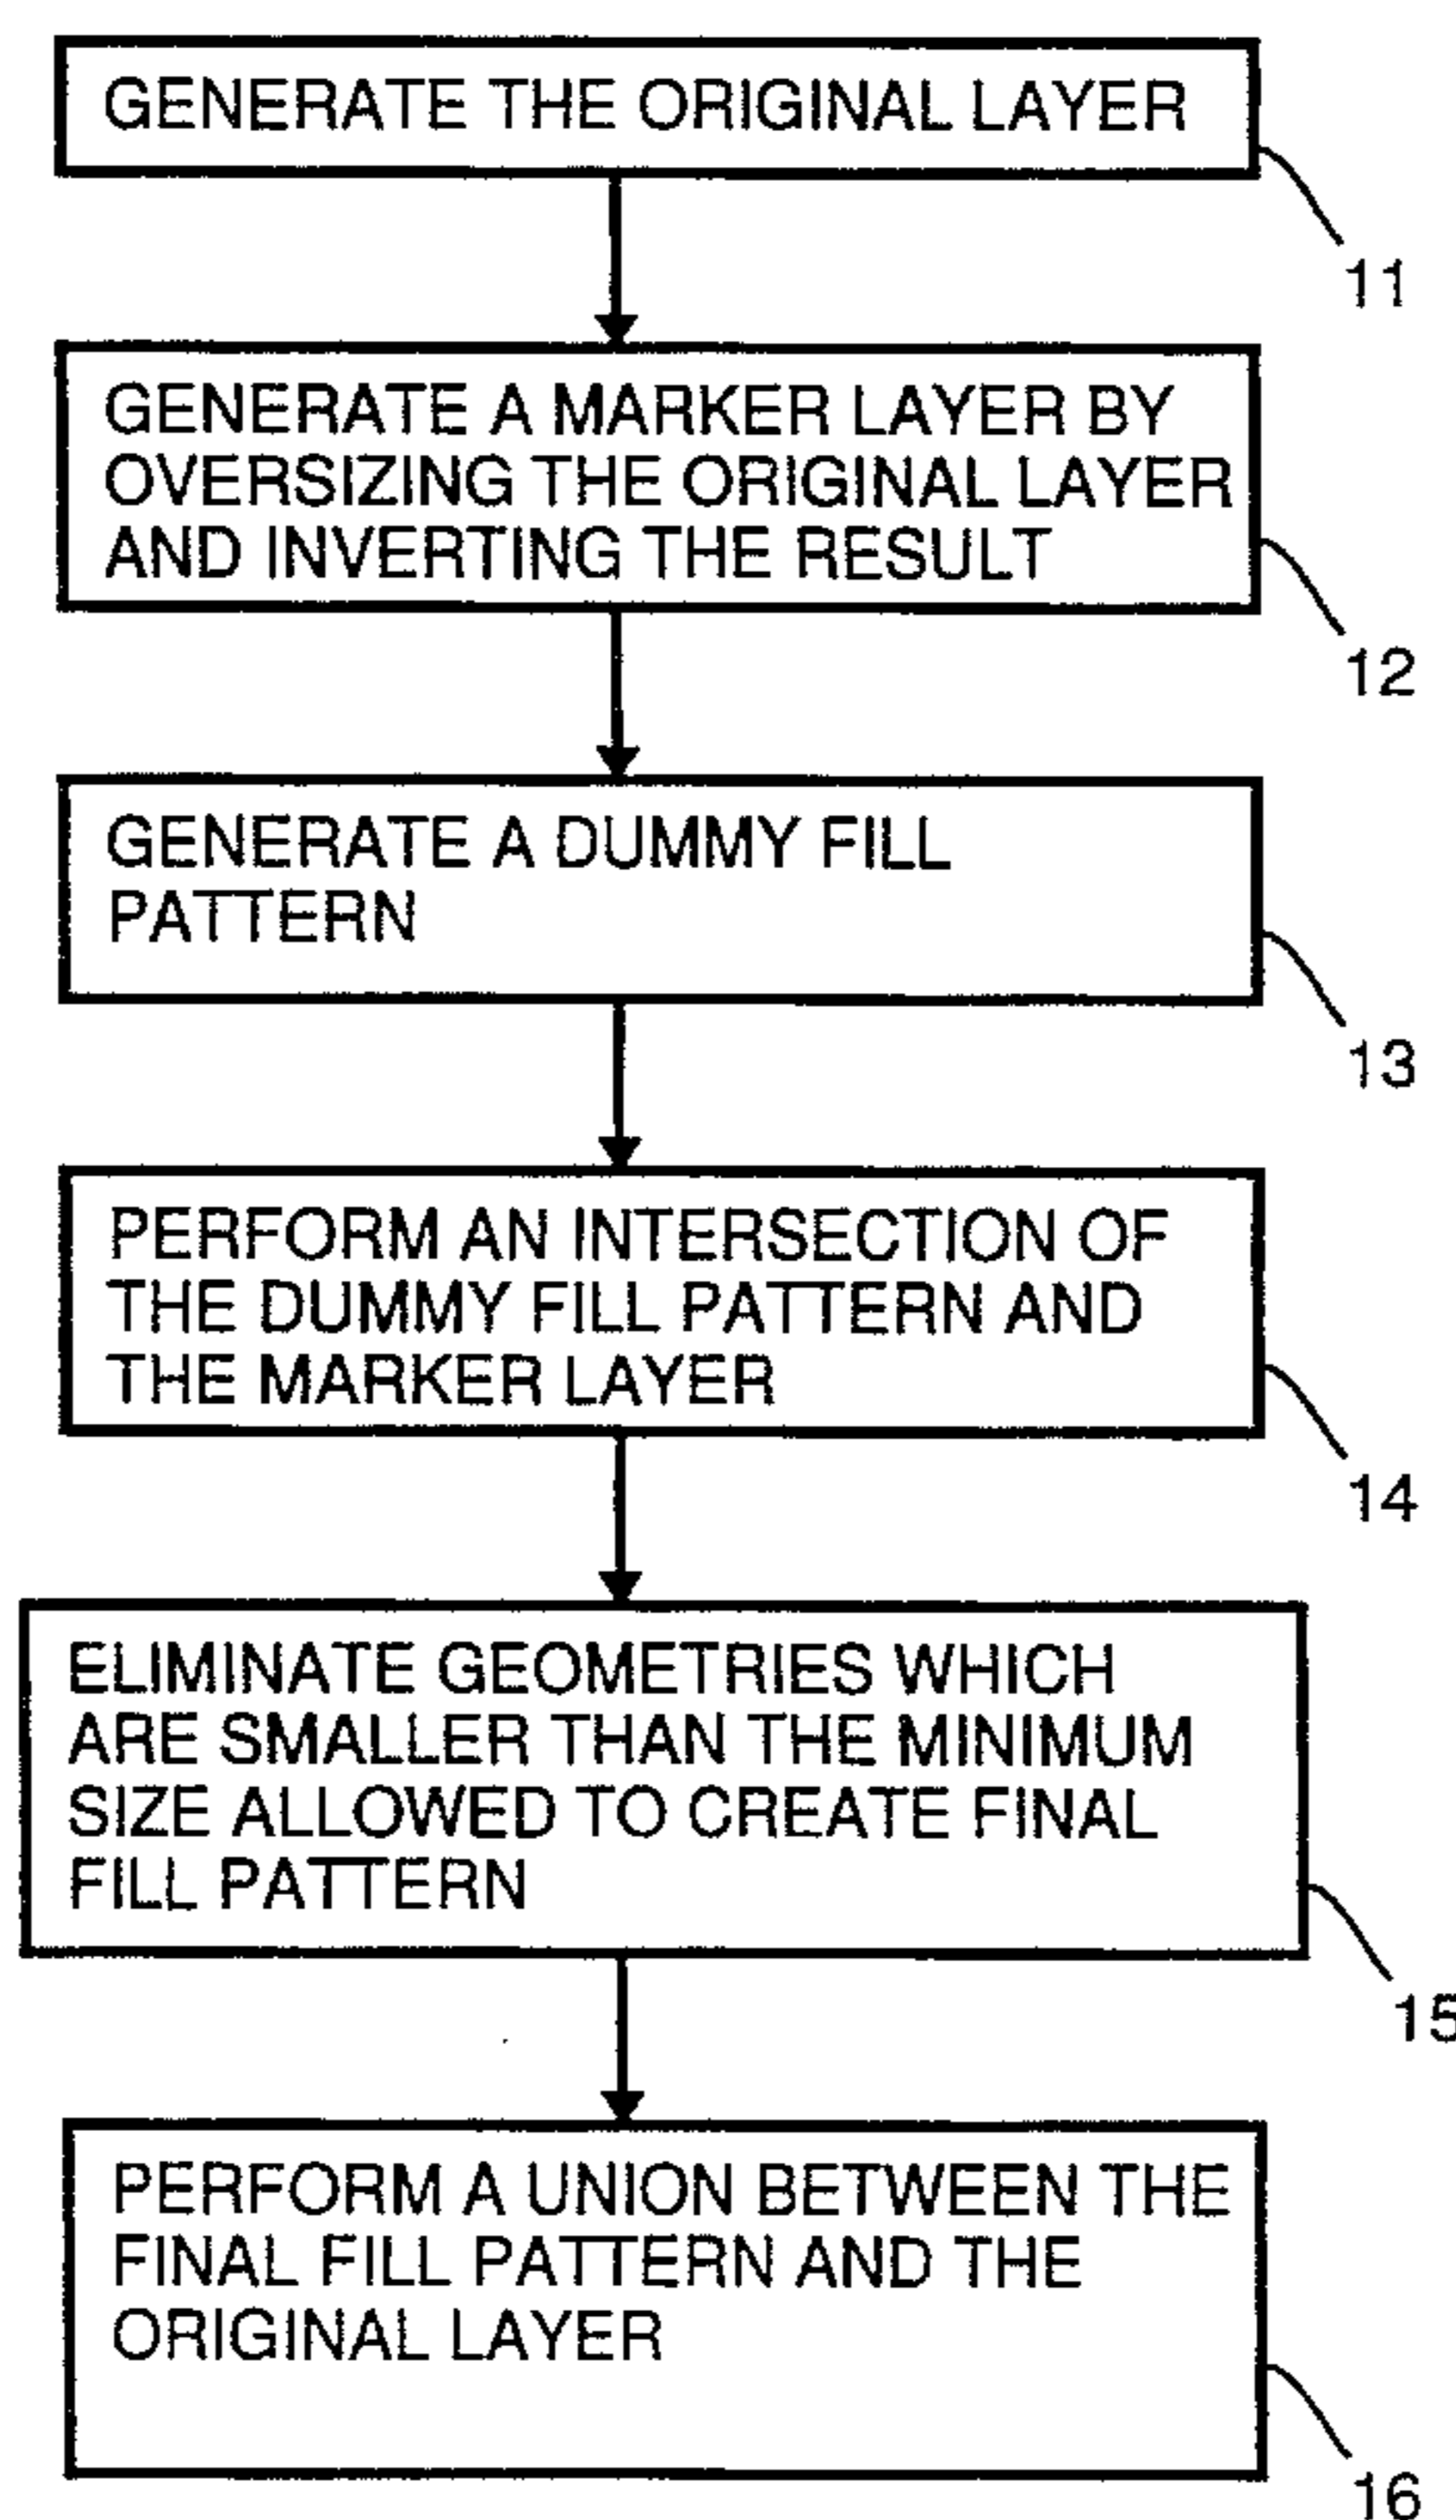 GENERATE THE ORIGINAL LAYER
11
GENERATE A MARKER LAYER BY
OVERSIZING THE ORIGINAL LAYER
AND INVERTING THE RESULT
12
GENERATE A DUMMY FILL
PATTERN
13
PERFORM AN INTERSECTION OF
THE DUMMY FILL PATTERN AND
THE MARKER LAYER
14
ELIMINATE GEOMETRIES WHICH
ARE SMALLER THAN THE MINIMUM
SIZE ALLOWED TO CREATE FINAL
FILL PATTERN
15
PERFORM A UNION BETWEEN THE
FINAL FILL PATTERN AND THE
ORIGINAL LAYER
16